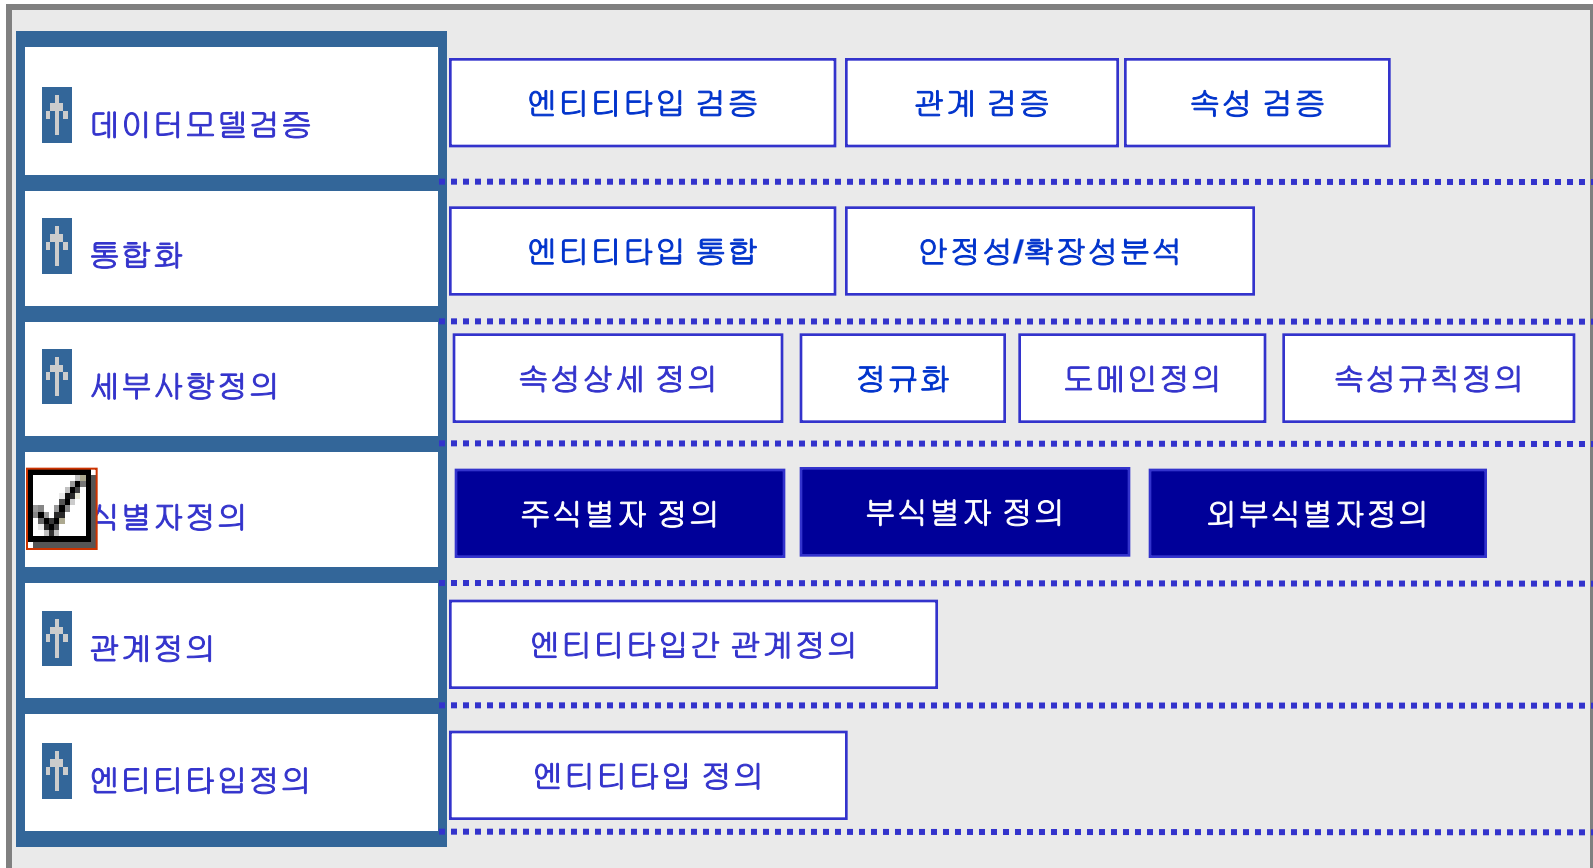 데이터모델검증
엔티티타입 검증
관계 검증
속성 검증
통합화
엔티티타입 통합
안정성/확장성분석
세부사항정의
속성상세 정의
정규화
도메인정의
속성규칙정의
식별자정의
주식별자 정의
부식별자 정의
외부식별자정의
관계정의
엔티티타입간 관계정의
엔티티타입정의
엔티티타입 정의